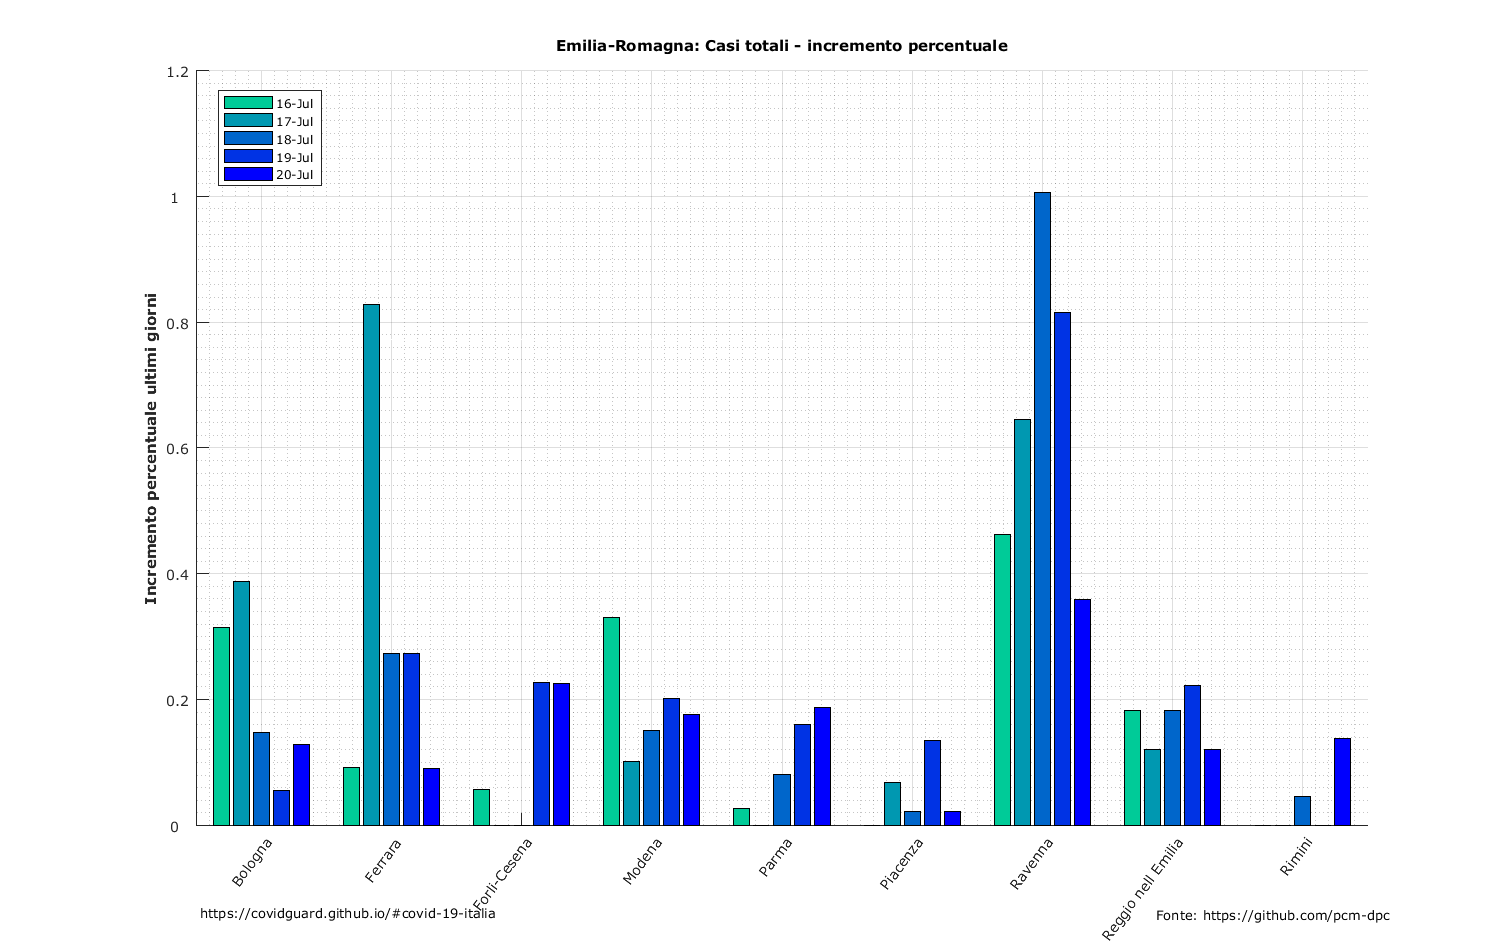 Emilia-Romagna: Casi totali - incremento percentuale
1.2
1
0.8
0.6
0.4
0.2
0
Incremento percentuale ultimi giorni
16-Jul
17-Jul
18-Jul
19-Jul
20-Jul
Bologna
Ferrara
Forlì-Cesena
Modena
Parma
Piacenza
Ravenna
Reggio nell Emilia
Rimini
https://covidguard.github.io/#covid-19-italia
Fonte: https://github.com/pcm-dpc